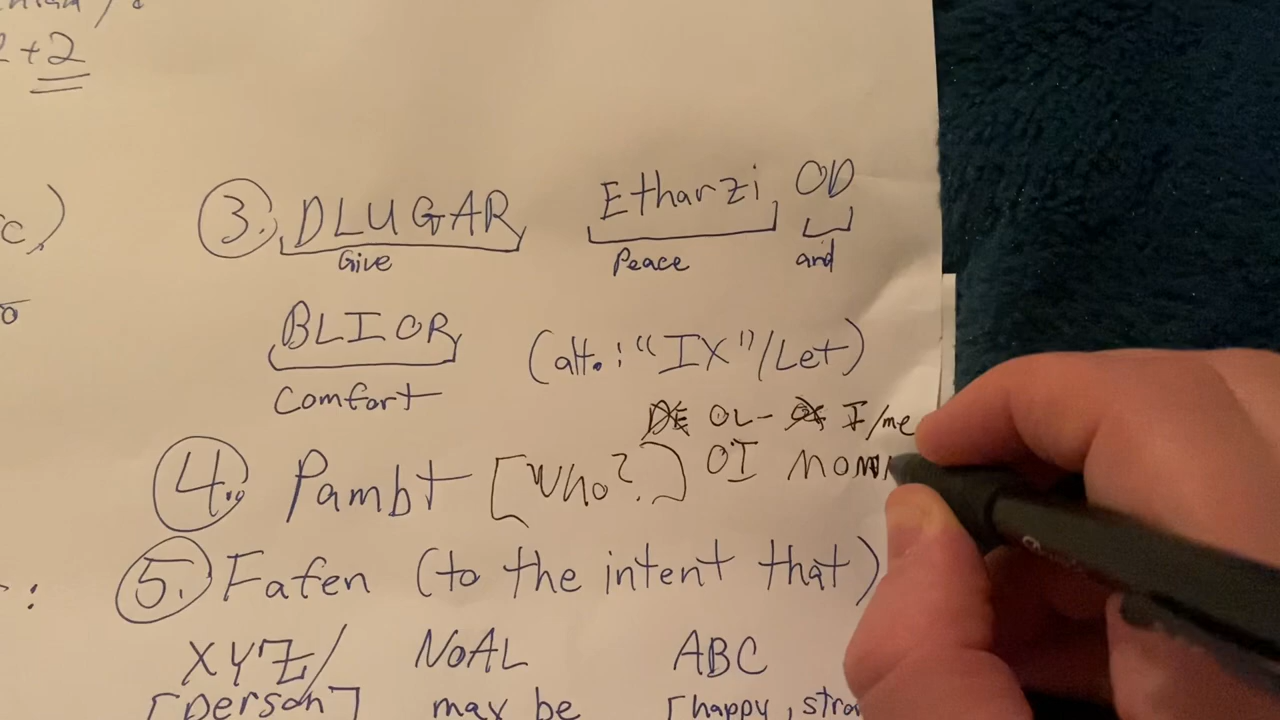 2+2
c,)
3. DLUGAR Etharzi, OD
Give Peace and
BLIOR, (alt.: "IX"/Let)
Comfort
OL- I/me
4. Pambt [Who?] OI
5. Fafen (to the intent that)
XYZ/ NOAL ABC
[person] may be [happy,